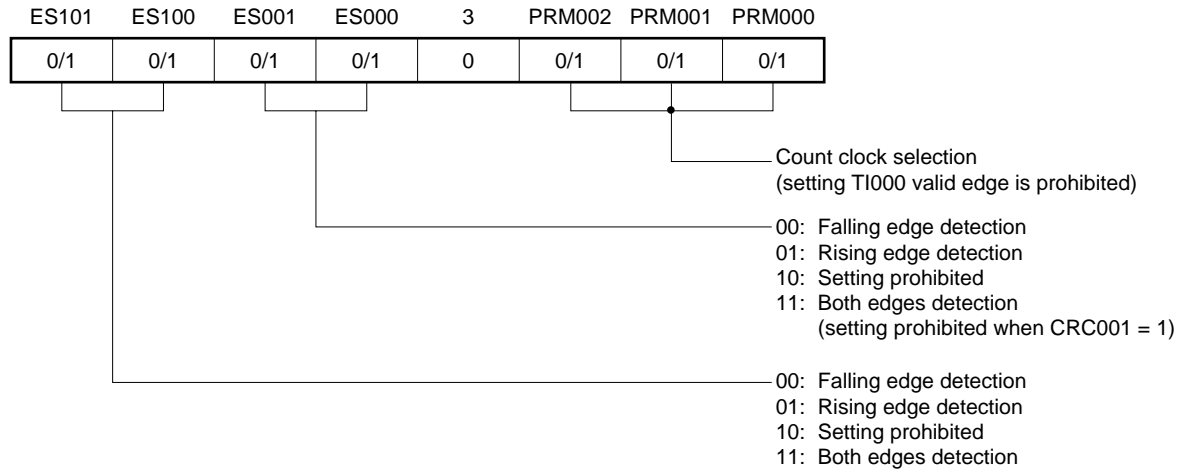 ES101 ES100 ES001 ES000 3 PRM002 PRM001 PRM000
0/1 0/1 0/1 0/1 0 0/1 0/1 0/1
Count clock selection
(setting TI000 valid edge is prohibited)
00: Falling edge detection
01: Rising edge detection
10: Setting prohibited
11: Both edges detection
(setting prohibited when CRC001 = 1)
00: Falling edge detection
01: Rising edge detection
10: Setting prohibited
11: Both edges detection